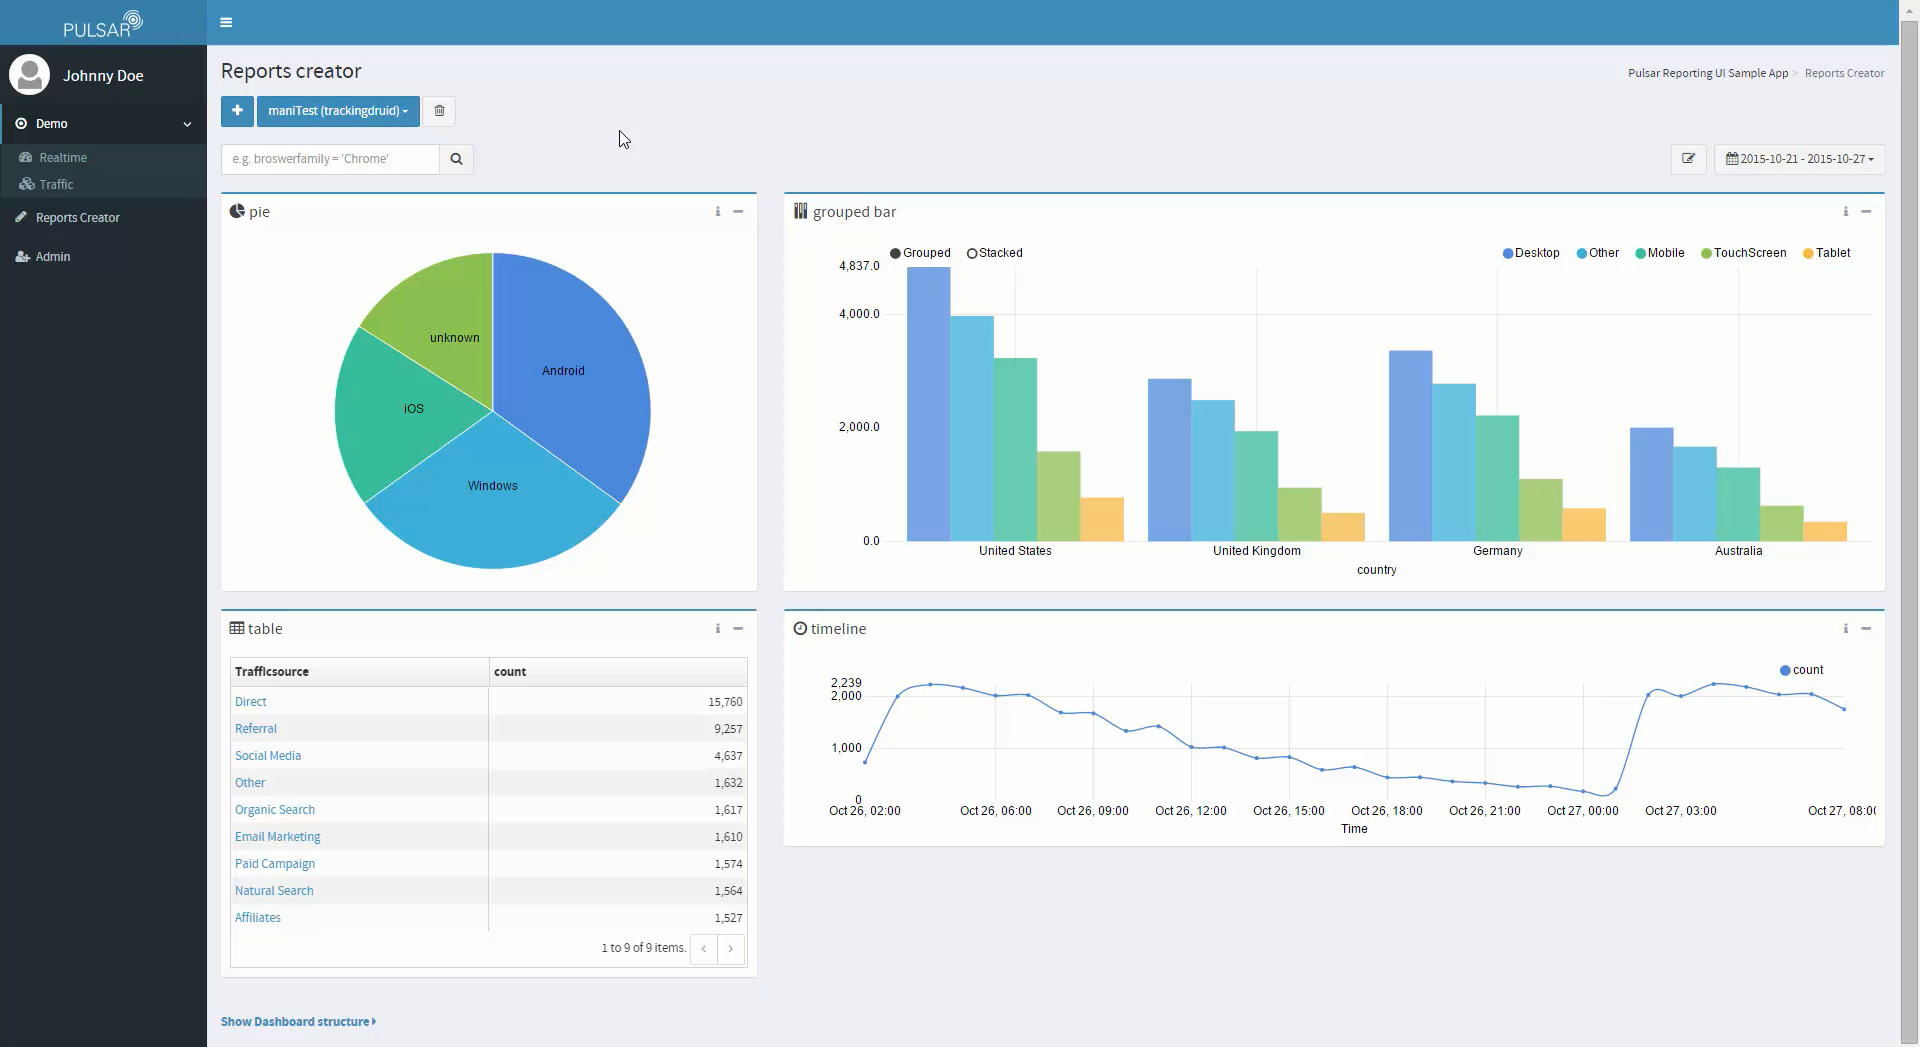 PULSAR
Johnny Doe
Demo
Realtime
Traffic
Reports Creator
Admin
Reports creator
Pulsar Reporting UI Sample App > Reports Creator
maniTest (trackingdruid)
e.g. broswerfamily = 'Chrome'
2015-10-21 - 2015-10-27
pie
unknown
Android
iOS
Windows
grouped bar
Grouped Stacked
Desktop Other Mobile TouchScreen Tablet
4,837.0
4,000.0
2,000.0
0.0
United States United Kingdom Germany Australia
country
table
Trafficsource count
Direct 15,760
Referral 9,257
Social Media 4,637
Other 1,632
Organic Search 1,617
Email Marketing 1,610
Paid Campaign 1,574
Natural Search 1,564
Affiliates 1,527
1 to 9 of 9 items. < >
timeline
count
2,239
2,000
1,000
0
Oct 26, 02:00 Oct 26, 06:00 Oct 26, 09:00 Oct 26, 12:00 Oct 26, 15:00 Oct 26, 18:00 Oct 26, 21:00 Oct 27, 00:00 Oct 27, 03:00 Oct 27, 08:00
Time
Show Dashboard structure